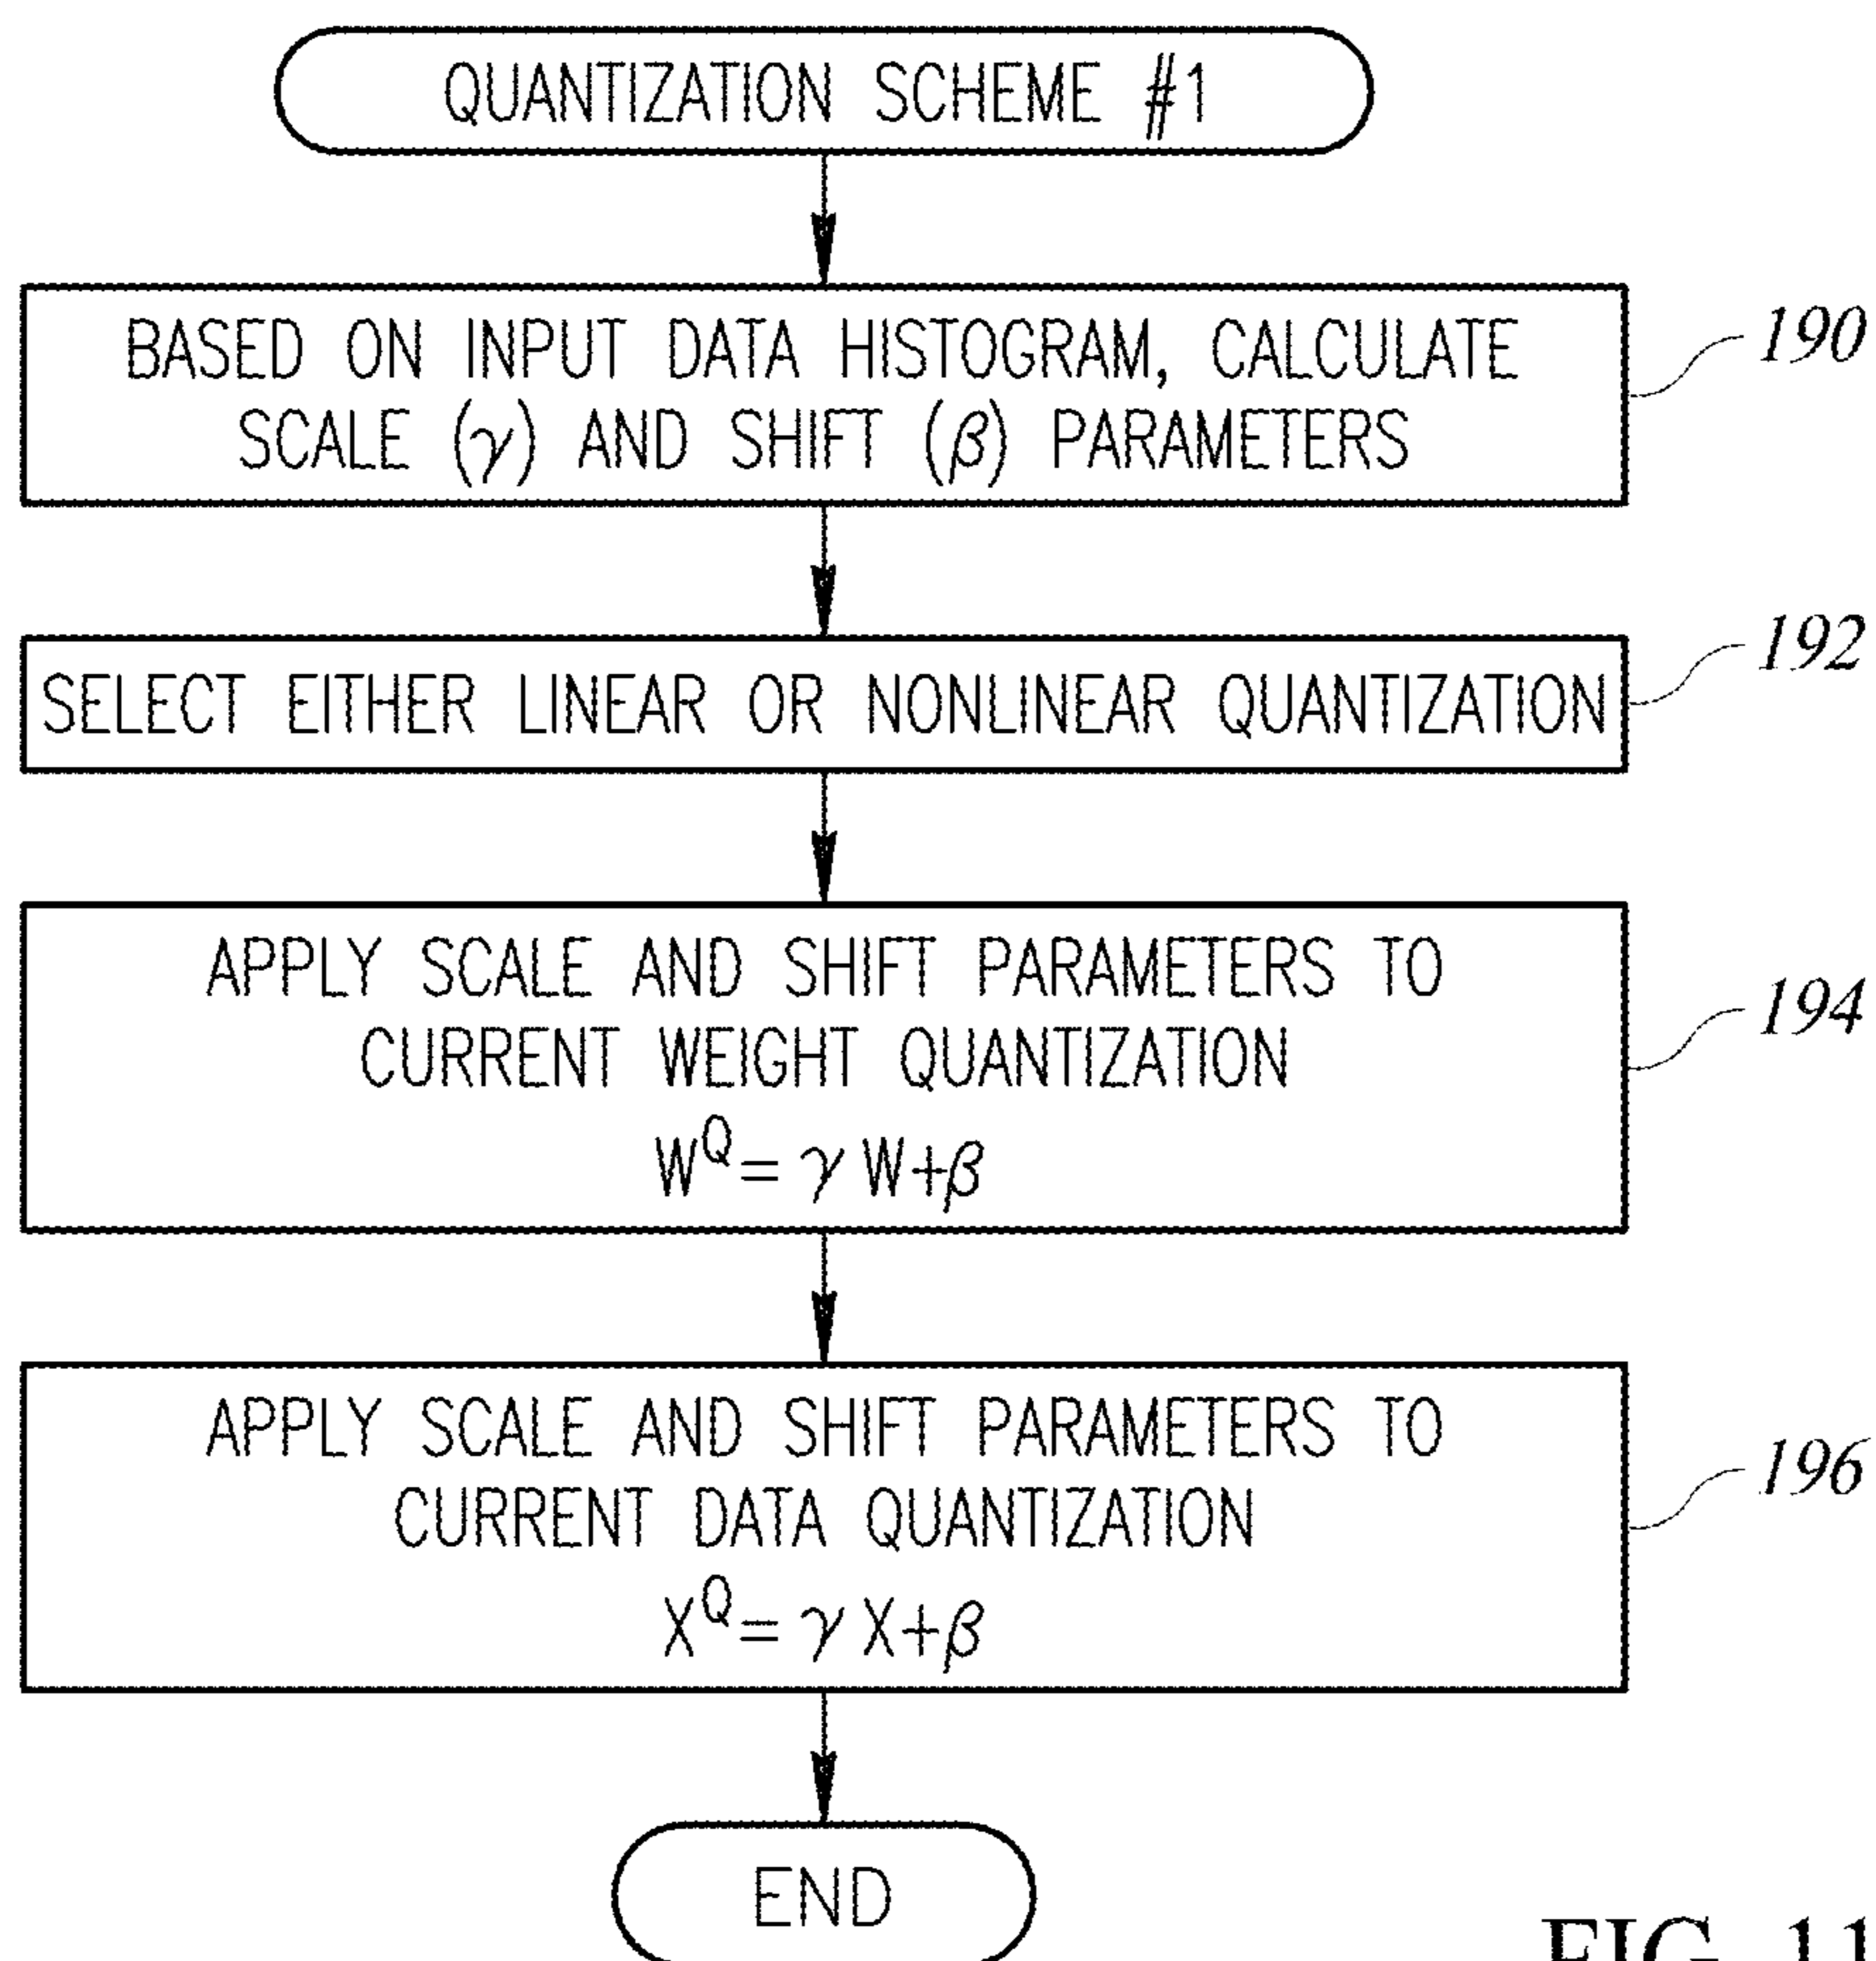 QUANTIZATION SCHEME #1
BASED ON INPUT DATA HISTOGRAM, CALCULATE
SCALE (γ) AND SHIFT (β) PARAMETERS
190
SELECT EITHER LINEAR OR NONLINEAR QUANTIZATION
192
APPLY SCALE AND SHIFT PARAMETERS TO
CURRENT WEIGHT QUANTIZATION
W^Q = γ W+β
194
APPLY SCALE AND SHIFT PARAMETERS TO
CURRENT DATA QUANTIZATION
X^Q = γ X+β
196
END
FIG. 11